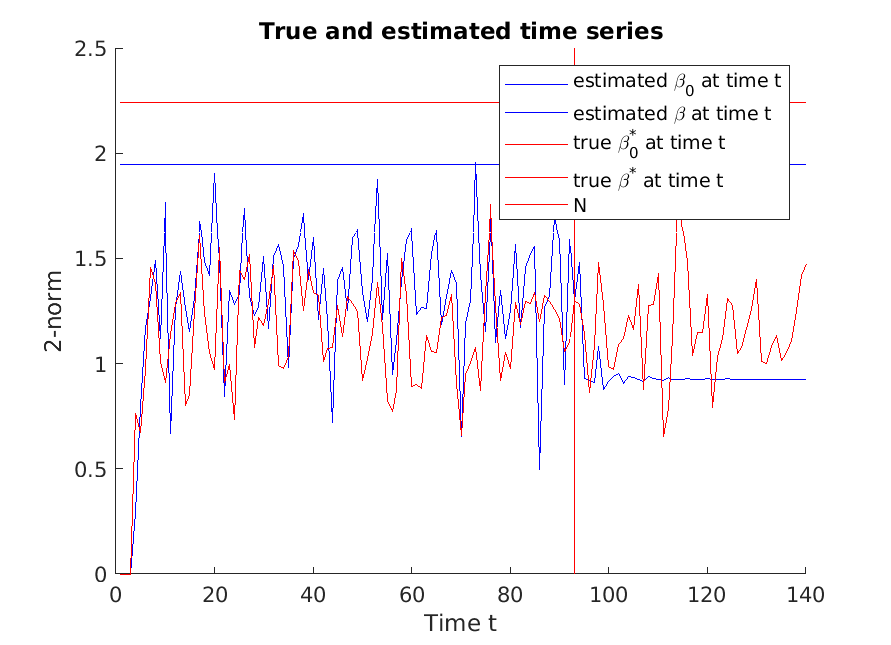 True and estimated time series
2.5
2
1.5
1
0.5
0
2-norm
0 20 40 60 80 100 120 140
Time t
estimated β₀ at time t
estimated β at time t
true β₀* at time t
true β* at time t
N